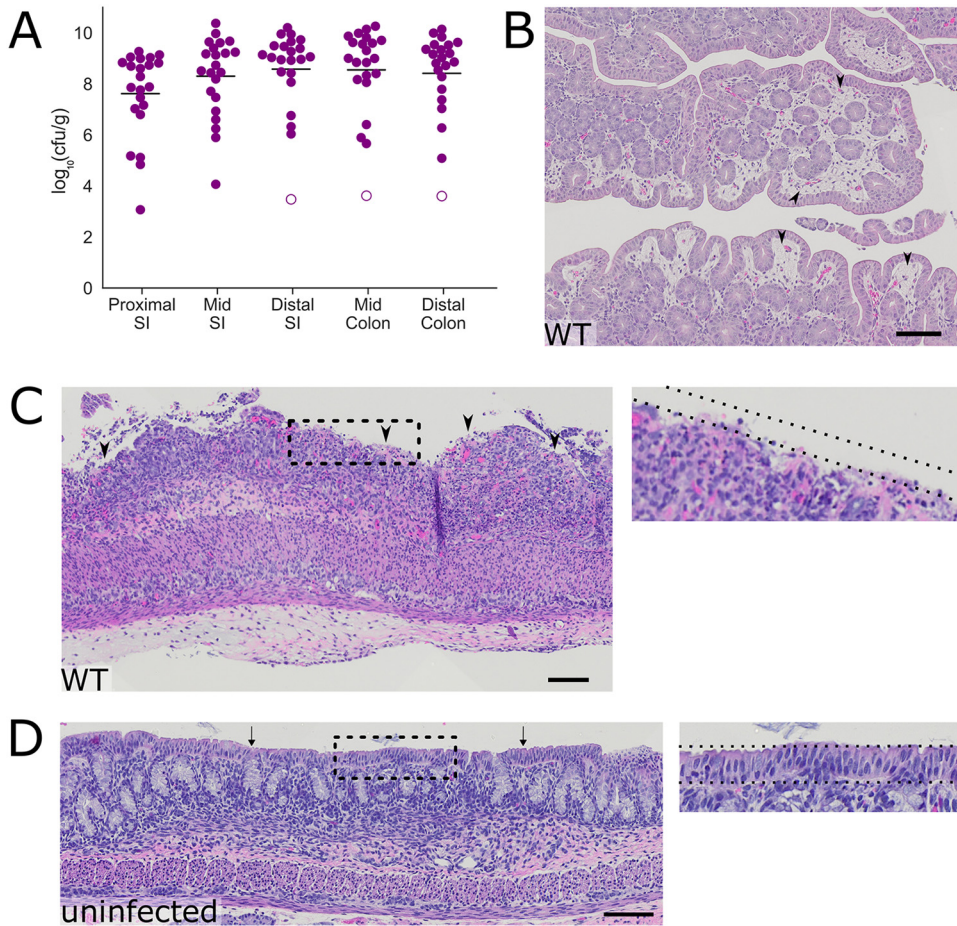 A
log10(cfu/g)
10
8
6
4
2
0
Proximal SI
Mid SI
Distal SI
Mid Colon
Distal Colon
B
WT
C
WT
D
uninfected